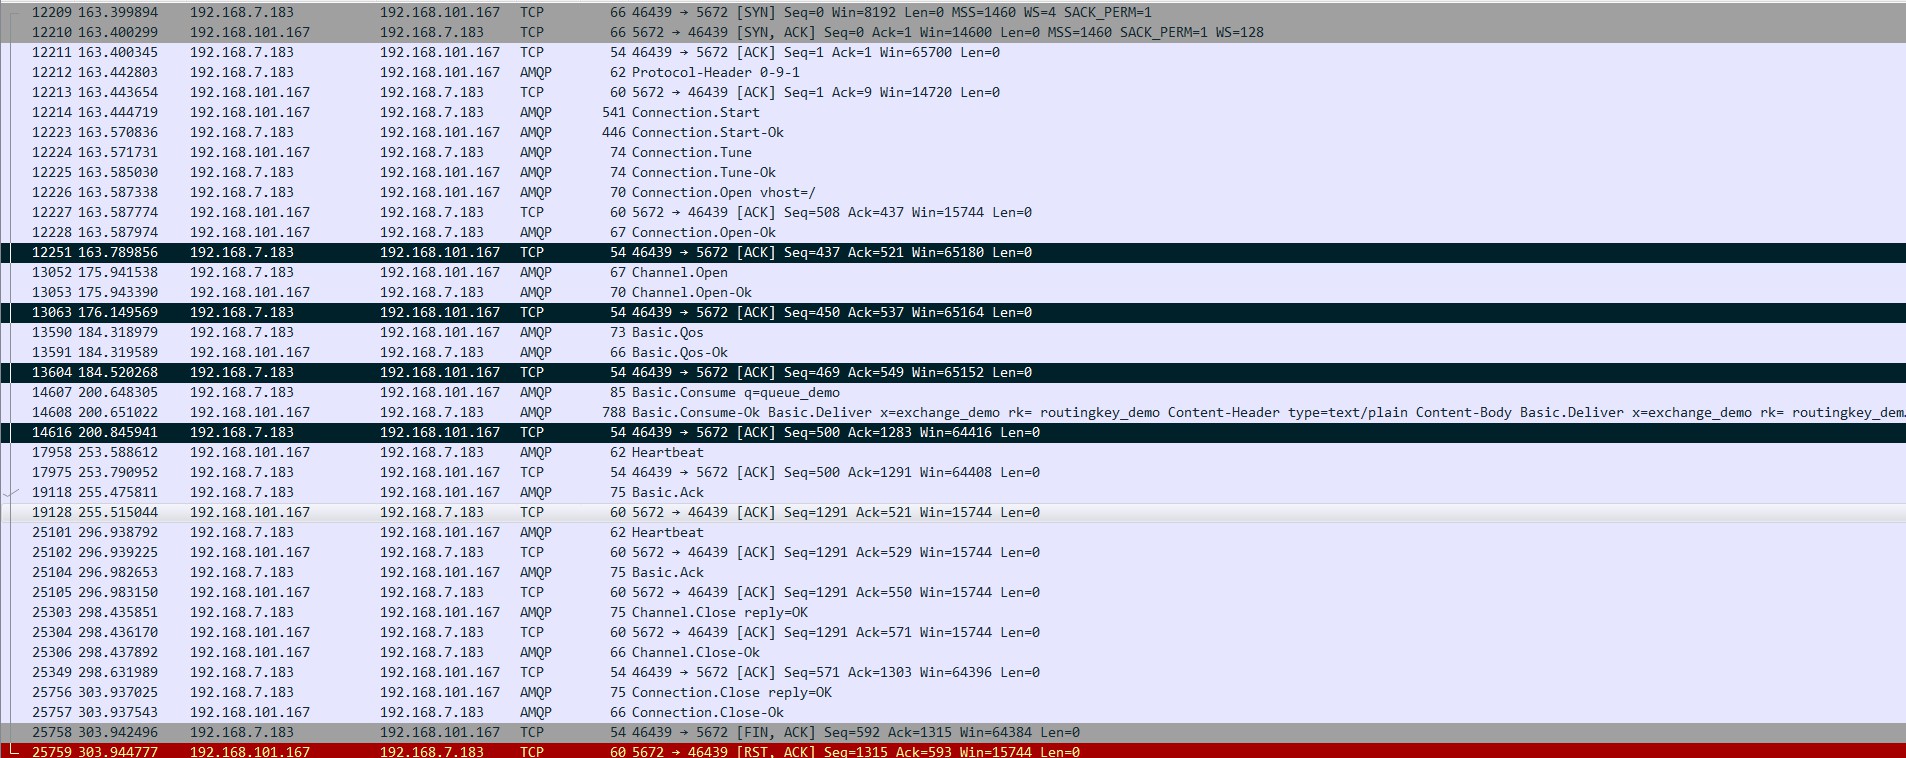 12209 163.399894 192.168.7.183 192.168.101.167 TCP 66 46439 → 5672 [SYN] Seq=0 Win=8192 Len=0 MSS=1460 WS=4 SACK_PERM=1
12210 163.400299 192.168.101.167 192.168.7.183 TCP 66 5672 → 46439 [SYN, ACK] Seq=0 Ack=1 Win=14600 Len=0 MSS=1460 SACK_PERM=1 WS=128
12211 163.400345 192.168.7.183 192.168.101.167 TCP 54 46439 → 5672 [ACK] Seq=1 Ack=1 Win=65700 Len=0
12212 163.442803 192.168.7.183 192.168.101.167 AMQP 62 Protocol-Header 0-9-1
12213 163.443654 192.168.101.167 192.168.7.183 TCP 60 5672 → 46439 [ACK] Seq=1 Ack=9 Win=14720 Len=0
12214 163.444719 192.168.101.167 192.168.7.183 AMQP 541 Connection.Start
12223 163.570836 192.168.7.183 192.168.101.167 AMQP 446 Connection.Start-Ok
12224 163.571731 192.168.101.167 192.168.7.183 AMQP 74 Connection.Tune
12225 163.585030 192.168.7.183 192.168.101.167 AMQP 74 Connection.Tune-Ok
12226 163.587338 192.168.7.183 192.168.101.167 AMQP 70 Connection.Open vhost=/
12227 163.587774 192.168.101.167 192.168.7.183 TCP 60 5672 → 46439 [ACK] Seq=508 Ack=437 Win=15744 Len=0
12228 163.587974 192.168.101.167 192.168.7.183 AMQP 67 Connection.Open-Ok
12251 163.789856 192.168.7.183 192.168.101.167 TCP 54 46439 → 5672 [ACK] Seq=437 Ack=521 Win=65180 Len=0
13052 175.941538 192.168.7.183 192.168.101.167 AMQP 67 Channel.Open
13053 175.943390 192.168.101.167 192.168.7.183 AMQP 70 Channel.Open-Ok
13063 176.149569 192.168.7.183 192.168.101.167 TCP 54 46439 → 5672 [ACK] Seq=450 Ack=537 Win=65164 Len=0
13590 184.318979 192.168.7.183 192.168.101.167 AMQP 73 Basic.Qos
13591 184.319589 192.168.101.167 192.168.7.183 AMQP 66 Basic.Qos-Ok
13604 184.520268 192.168.7.183 192.168.101.167 TCP 54 46439 → 5672 [ACK] Seq=469 Ack=549 Win=65152 Len=0
14607 200.648305 192.168.7.183 192.168.101.167 AMQP 85 Basic.Consume q=queue_demo
14608 200.651022 192.168.101.167 192.168.7.183 AMQP 788 Basic.Consume-Ok Basic.Deliver x=exchange_demo rk= routingkey_demo Content-Header type=text/plain Content-Body Basic.Deliver x=exchange_demo rk= routingkey_dem…
14616 200.845941 192.168.7.183 192.168.101.167 TCP 54 46439 → 5672 [ACK] Seq=500 Ack=1283 Win=64416 Len=0
17958 253.588612 192.168.101.167 192.168.7.183 AMQP 62 Heartbeat
17975 253.790952 192.168.7.183 192.168.101.167 TCP 54 46439 → 5672 [ACK] Seq=500 Ack=1291 Win=64408 Len=0
19118 255.475811 192.168.7.183 192.168.101.167 AMQP 75 Basic.Ack
19128 255.515044 192.168.101.167 192.168.7.183 TCP 60 5672 → 46439 [ACK] Seq=1291 Ack=521 Win=15744 Len=0
25101 296.938792 192.168.7.183 192.168.101.167 AMQP 62 Heartbeat
25102 296.939225 192.168.101.167 192.168.7.183 TCP 60 5672 → 46439 [ACK] Seq=1291 Ack=529 Win=15744 Len=0
25104 296.982653 192.168.7.183 192.168.101.167 AMQP 75 Basic.Ack
25105 296.983150 192.168.101.167 192.168.7.183 TCP 60 5672 → 46439 [ACK] Seq=1291 Ack=550 Win=15744 Len=0
25303 298.435851 192.168.7.183 192.168.101.167 AMQP 75 Channel.Close reply=OK
25304 298.436170 192.168.101.167 192.168.7.183 TCP 60 5672 → 46439 [ACK] Seq=1291 Ack=571 Win=15744 Len=0
25306 298.437892 192.168.101.167 192.168.7.183 AMQP 66 Channel.Close-Ok
25349 298.631989 192.168.7.183 192.168.101.167 TCP 54 46439 → 5672 [ACK] Seq=571 Ack=1303 Win=64396 Len=0
25756 303.937025 192.168.7.183 192.168.101.167 AMQP 75 Connection.Close reply=OK
25757 303.937543 192.168.101.167 192.168.7.183 AMQP 66 Connection.Close-Ok
25758 303.942496 192.168.7.183 192.168.101.167 TCP 54 46439 → 5672 [FIN, ACK] Seq=592 Ack=1315 Win=64384 Len=0
25759 303.944777 192.168.101.167 192.168.7.183 TCP 60 5672 → 46439 [RST, ACK] Seq=1315 Ack=593 Win=15744 Len=0